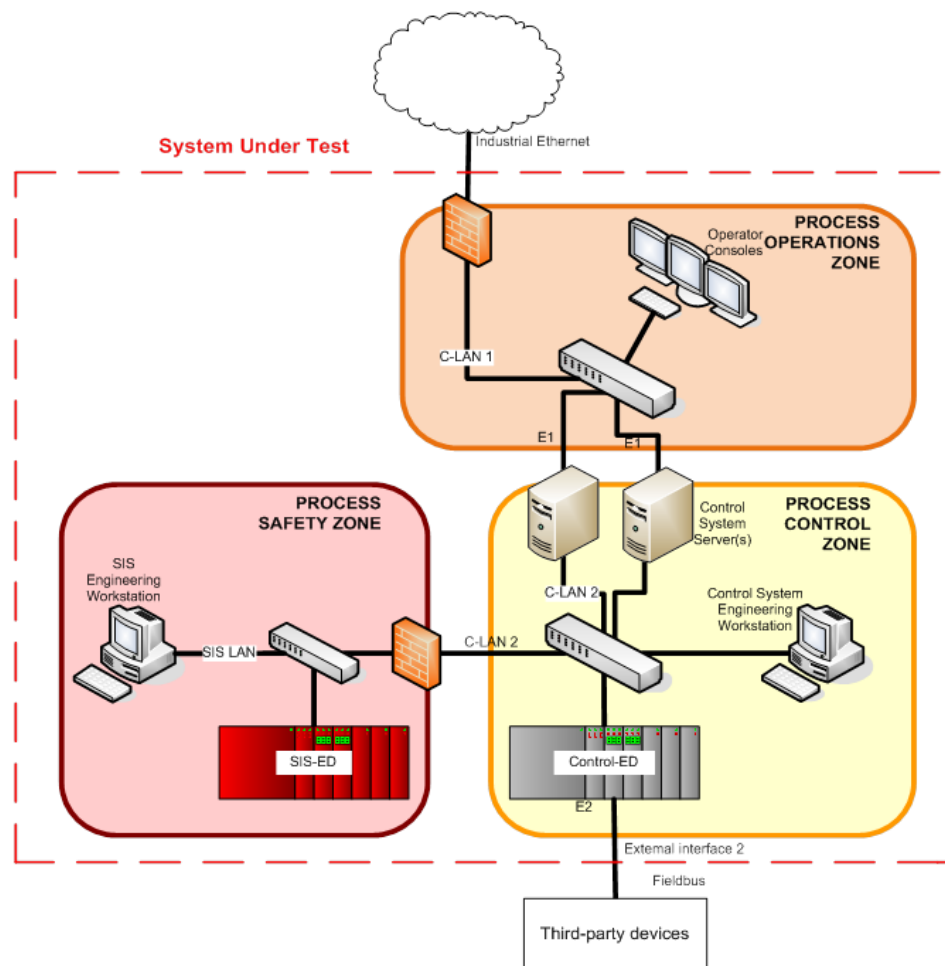 Industrial Ethernet
System Under Test
PROCESS
OPERATIONS
ZONE
Operator
Consoles
C-LAN 1
E1
E1
PROCESS
SAFETY ZONE
PROCESS
CONTROL
ZONE
Control
System
Server(s)
SIS
Engineering
Workstation
C-LAN 2
Control System
Engineering
Workstation
SIS LAN
C-LAN 2
SIS-ED
Control-ED
E2
External interface 2
Fieldbus
Third-party devices